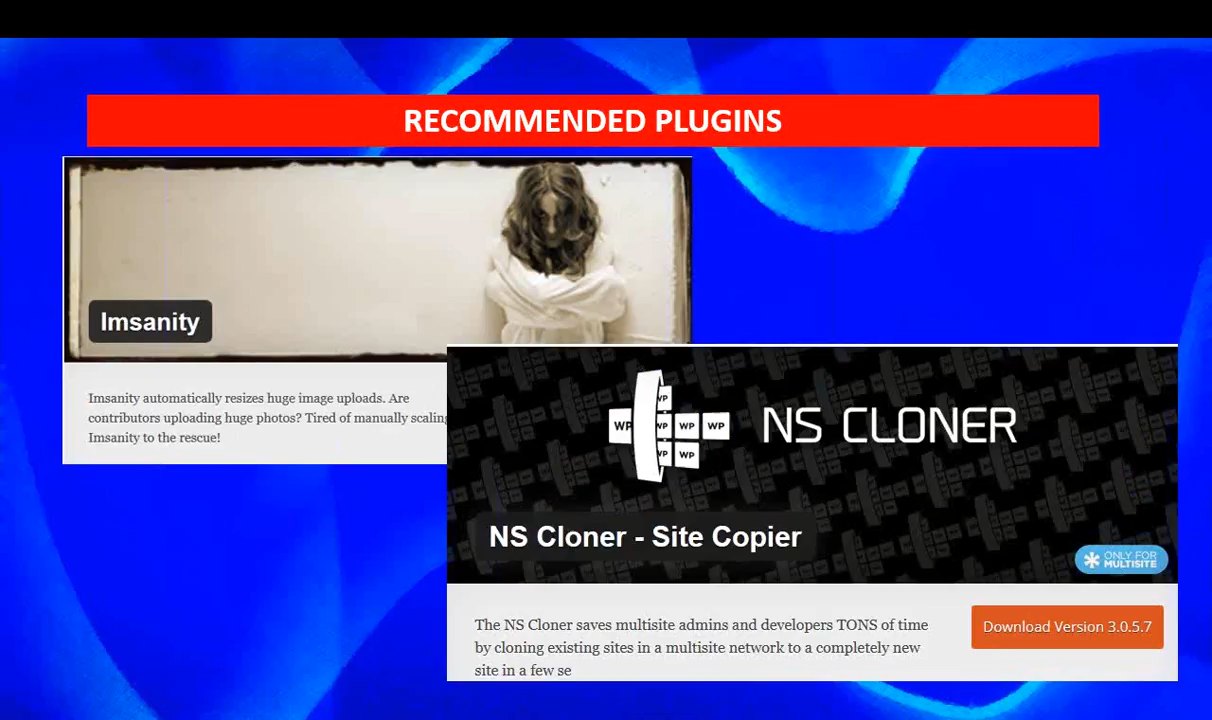 RECOMMENDED PLUGINS
Imsanity
Imsanity automatically resizes huge image uploads. Are
contributors uploading huge photos? Tired of manually scaling
Imsanity to the rescue!
WP WP
WP WP WP WP
WP WP
NS CLONER
NS Cloner - Site Copier
ONLY FOR
MULTISITE
The NS Cloner saves multisite admins and developers TONS of time
by cloning existing sites in a multisite network to a completely new
site in a few se
Download Version 3.0.5.7